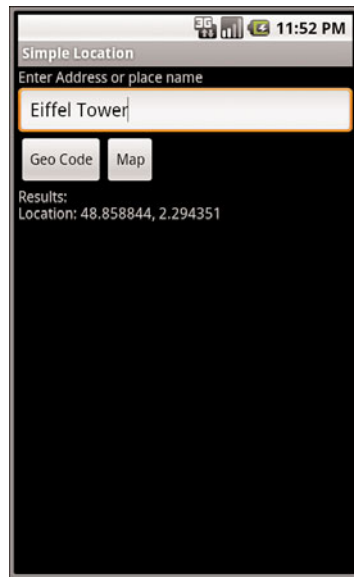 3G 11:52 PM
Simple Location
Enter Address or place name
Eiffel Tower
Geo Code Map
Results:
Location: 48.858844, 2.294351